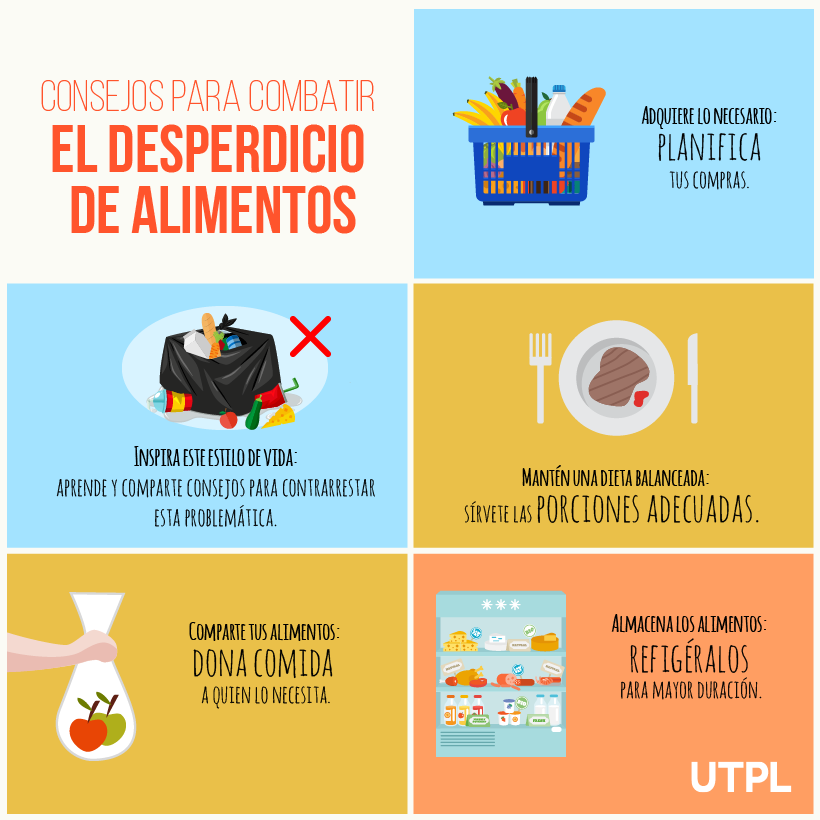 CONSEJOS PARA COMBATIR
EL DESPERDICIO
DE ALIMENTOS
ADQUIERE LO NECESARIO:
PLANIFICA
TUS COMPRAS.
INSPIRA ESTE ESTILO DE VIDA:
APRENDE Y COMPARTE CONSEJOS PARA CONTRARRESTAR
ESTA PROBLEMÁTICA.
MANTÉN UNA DIETA BALANCEADA:
SÍRVETE LAS PORCIONES ADECUADAS.
COMPARTE TUS ALIMENTOS:
DONA COMIDA
A QUIEN LO NECESITA.
ALMACENA LOS ALIMENTOS:
REFIGÉRALOS
PARA MAYOR DURACIÓN.
UTPL